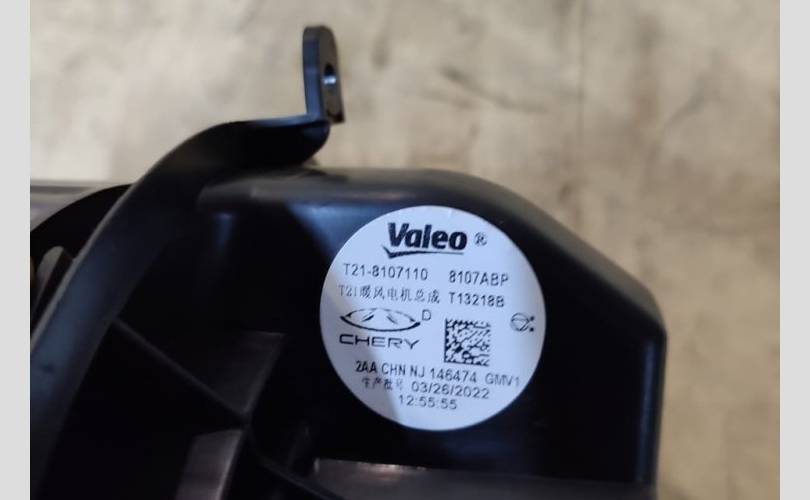 Valeo ®
T21-8107110 8107ABP
T21暖风电机总成 T13218B
D
CHERY
2AA CHN NJ 146474 GMV1
生产批号 03/26/2022
12:55:55